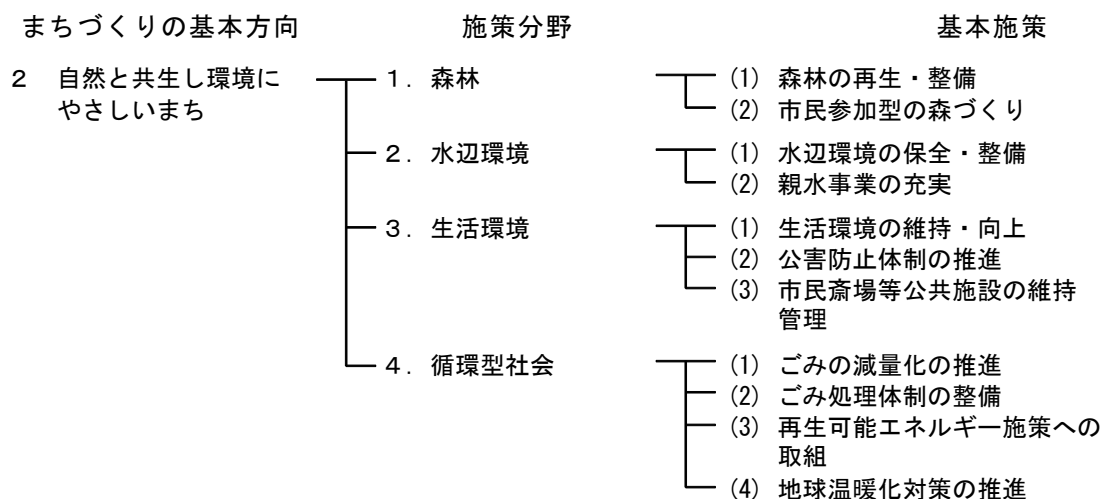 まちづくりの基本方向 施策分野 基本施策
2 自然と共生し環境に 1. 森林 (1) 森林の再生・整備
やさしいまち (2) 市民参加型の森づくり
2. 水辺環境 (1) 水辺環境の保全・整備
(2) 親水事業の充実
3. 生活環境 (1) 生活環境の維持・向上
(2) 公害防止体制の推進
(3) 市民斎場等公共施設の維持
管理
4. 循環型社会 (1) ごみの減量化の推進
(2) ごみ処理体制の整備
(3) 再生可能エネルギー施策への
取組
(4) 地球温暖化対策の推進